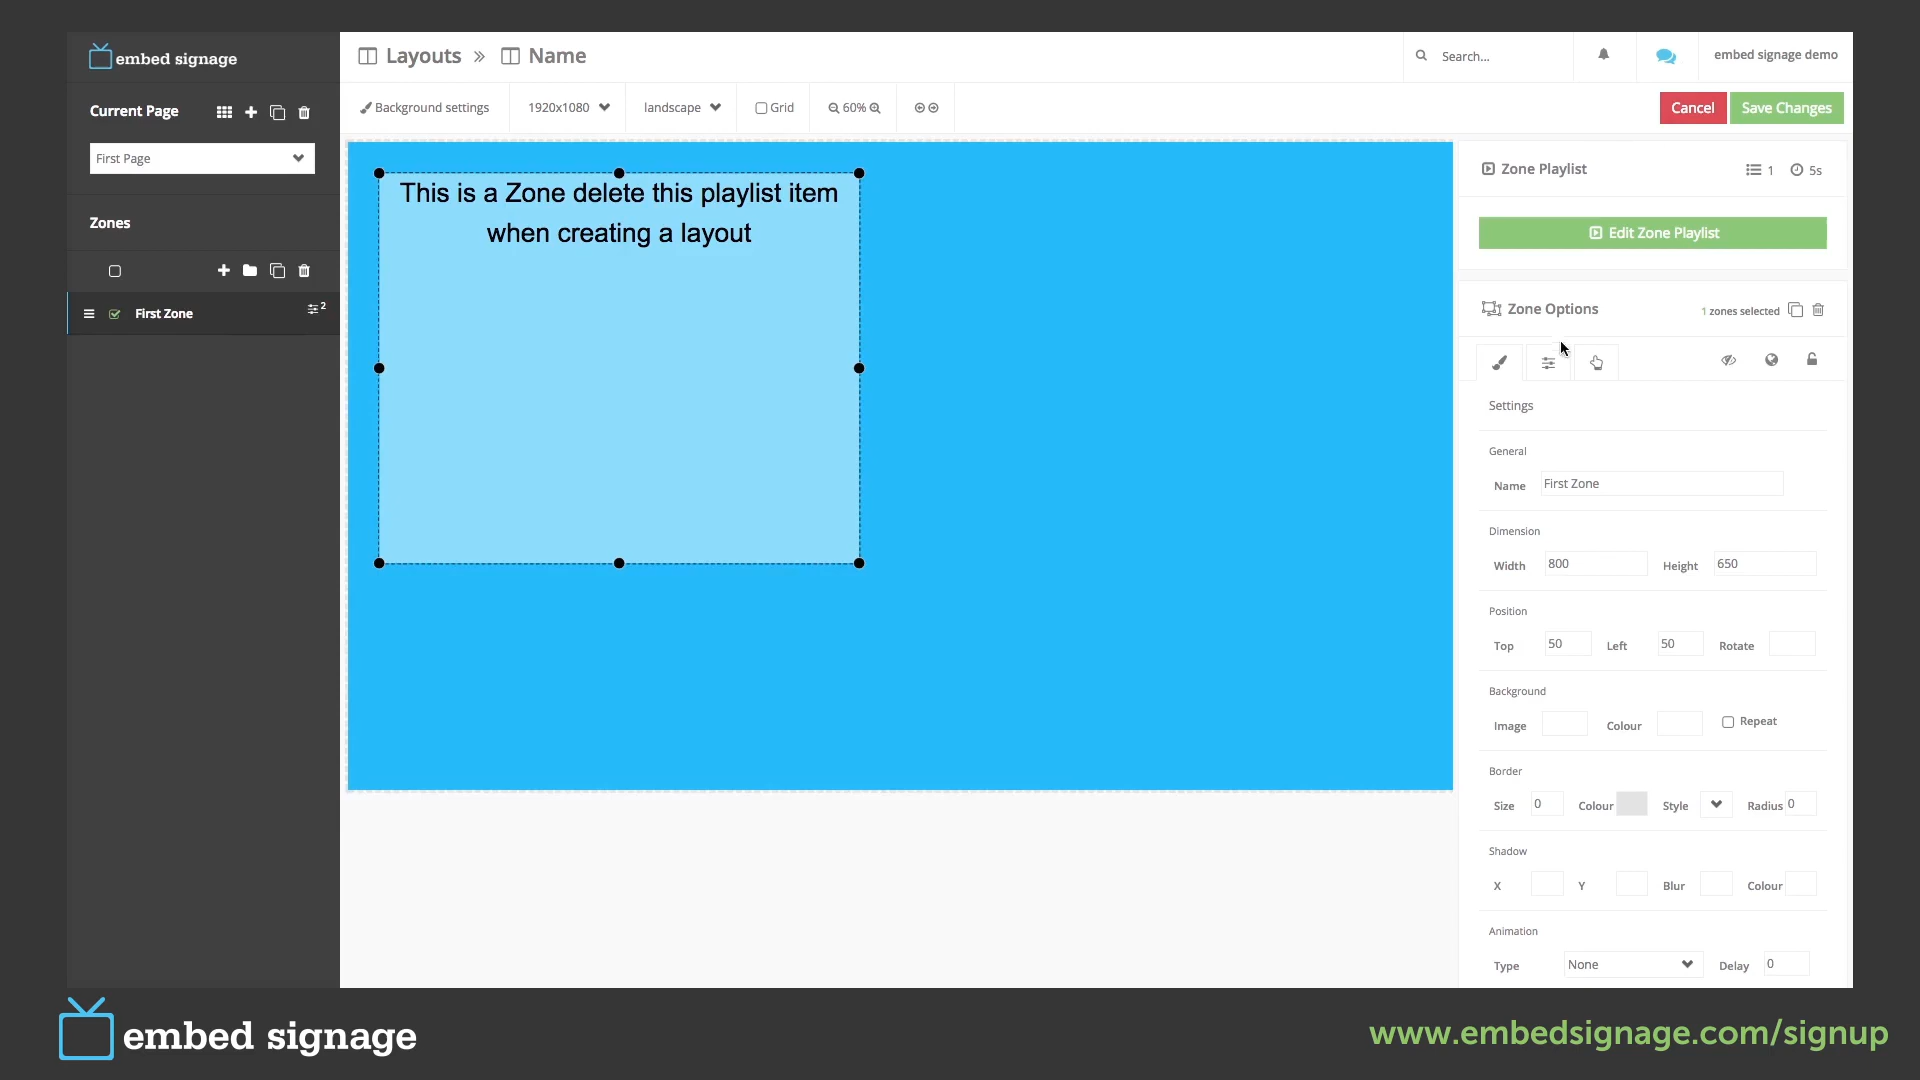 embed signage
Layouts » Name
Search...
embed signage demo
Current Page
Background settings
1920x1080
landscape
Grid
60%
Cancel
Save Changes
First Page
Zones
First Zone
2
This is a Zone delete this playlist item
when creating a layout
Zone Playlist
1
5s
Edit Zone Playlist
Zone Options
1 zones selected
Settings
General
Name First Zone
Dimension
Width 800 Height 650
Position
Top 50 Left 50 Rotate
Background
Image Colour Repeat
Border
Size 0 Colour Style Radius 0
Shadow
X Y Blur Colour
Animation
Type None Delay 0
embed signage
www.embedsignage.com/signup